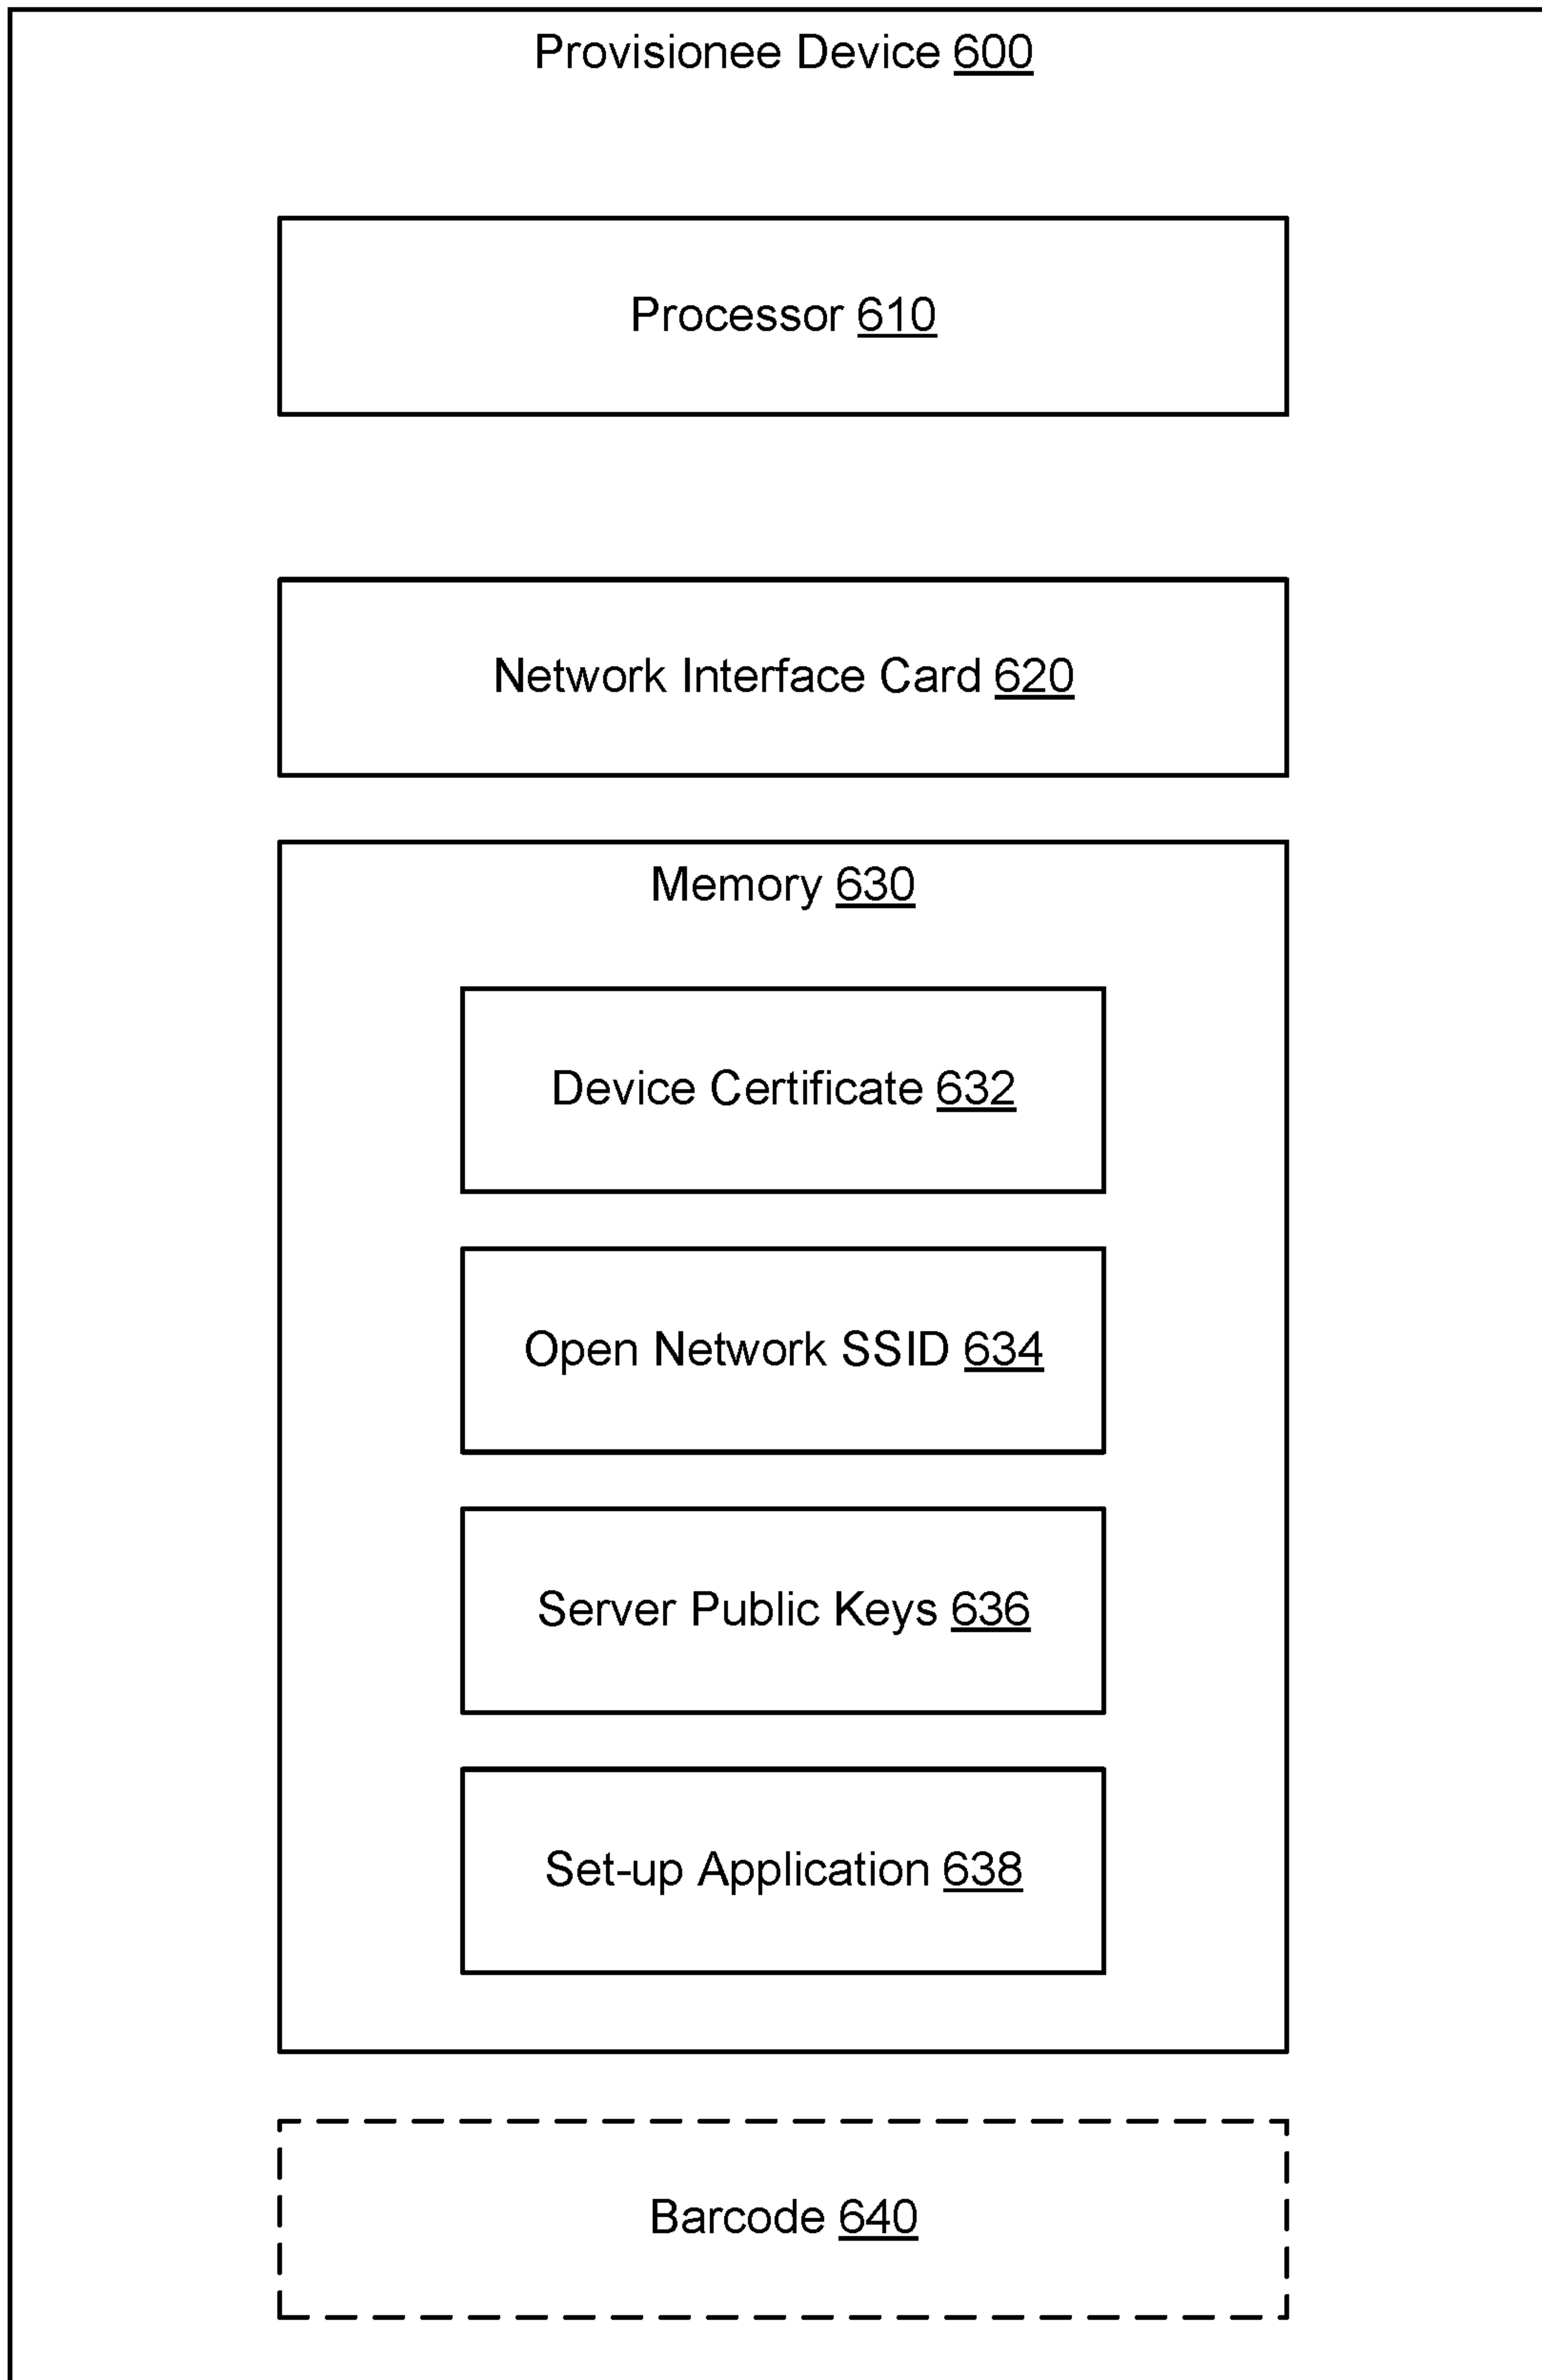 Provisionee Device 600
Processor 610
Network Interface Card 620
Memory 630
Device Certificate 632
Open Network SSID 634
Server Public Keys 636
Set-up Application 638
Barcode 640